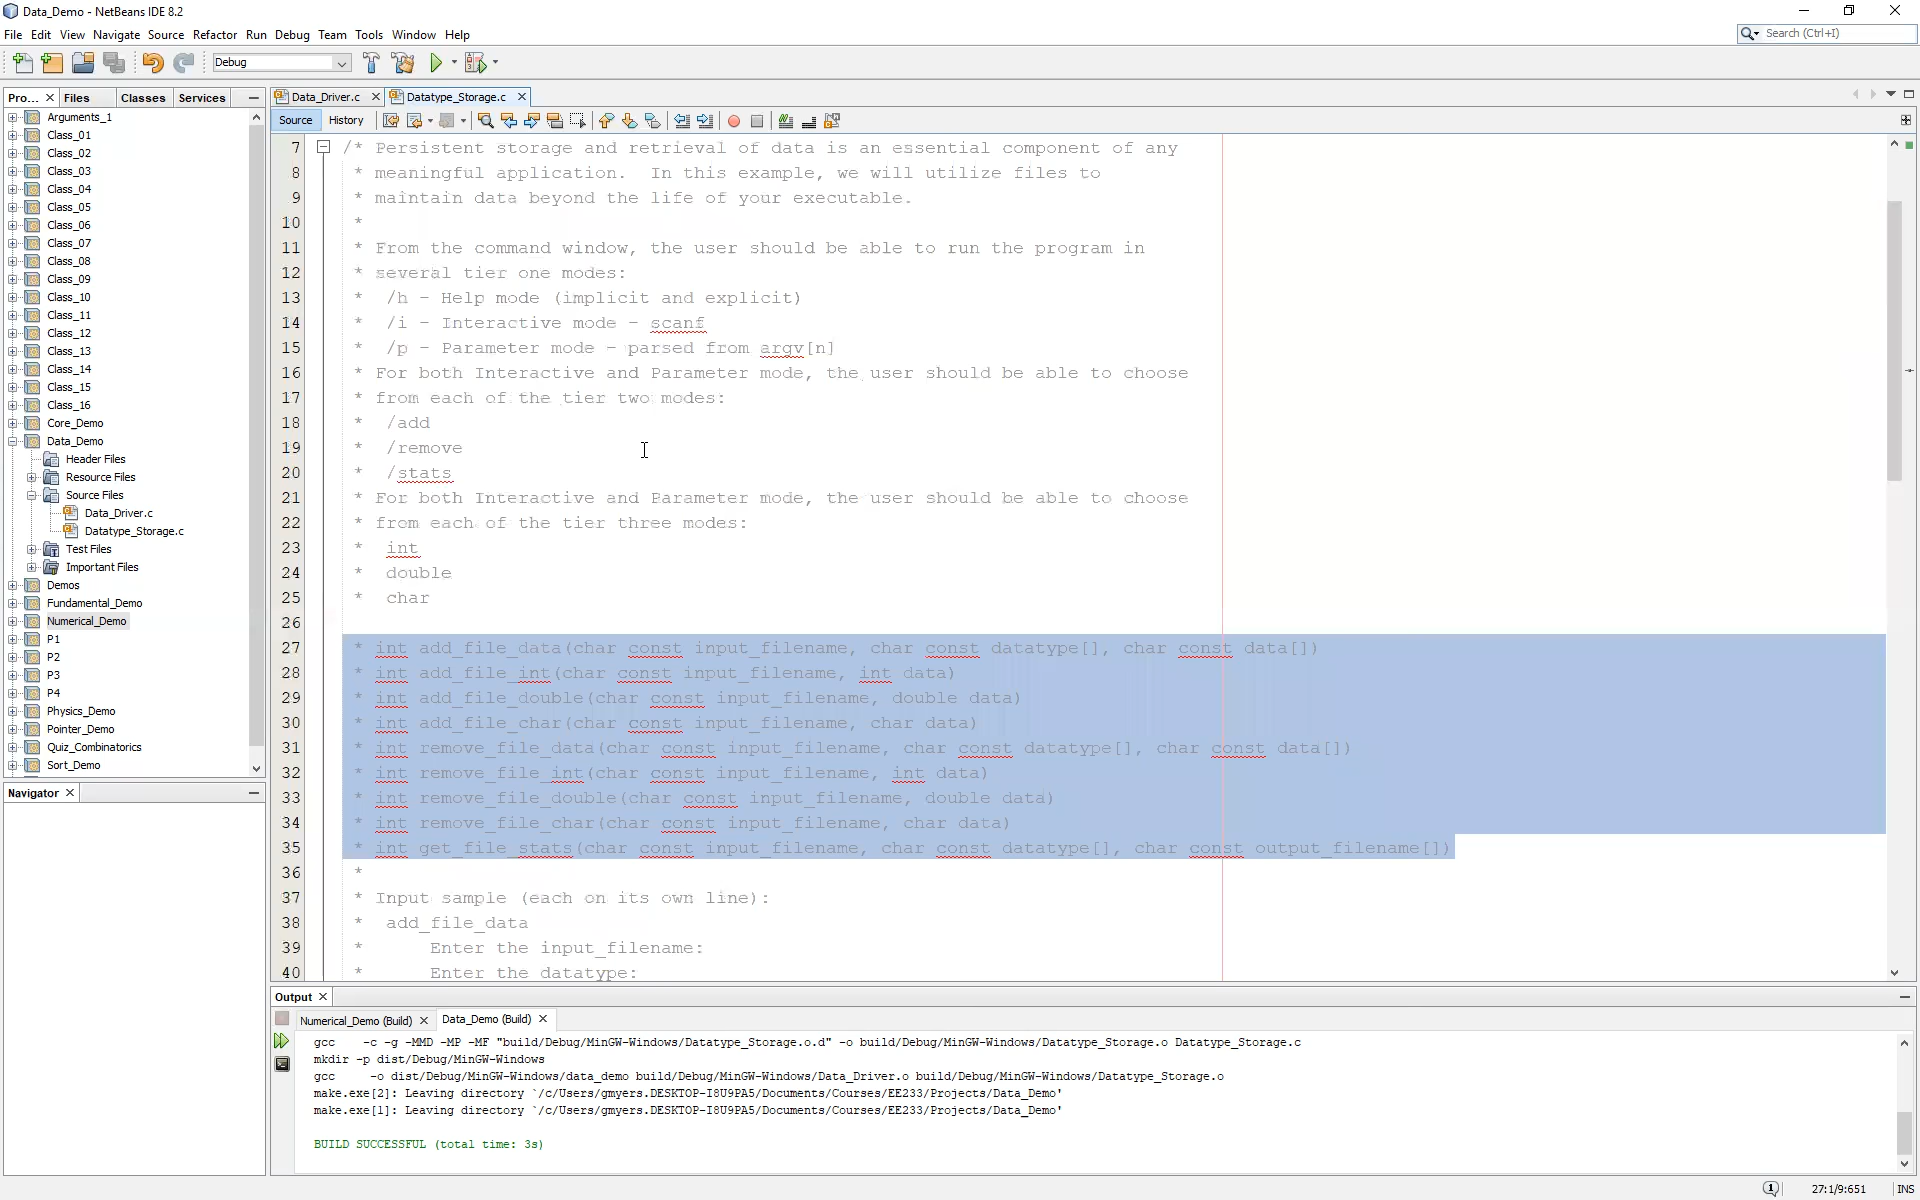 Data_Demo - NetBeans IDE 8.2
File Edit View Navigate Source Refactor Run Debug Team Tools Window Help
Search (Ctrl+I)
Debug
Pro... Files Classes Services
Data_Driver.c Datatype_Storage.c
Source History
Arguments_1
Class_01
Class_02
Class_03
Class_04
Class_05
Class_06
Class_07
Class_08
Class_09
Class_10
Class_11
Class_12
Class_13
Class_14
Class_15
Class_16
Core_Demo
Data_Demo
Header Files
Resource Files
Source Files
Data_Driver.c
Datatype_Storage.c
Test Files
Important Files
Demos
Fundamental_Demo
Numerical_Demo
P1
P2
P3
P4
Physics_Demo
Pointer_Demo
Quiz_Combinatorics
Sort_Demo
Navigator
7 /* Persistent storage and retrieval of data is an essential component of any
8 * meaningful application.  In this example, we will utilize files to
9 * maintain data beyond the life of your executable.
10 *
11 * From the command window, the user should be able to run the program in
12 * several tier one modes:
13 *  /h - Help mode (implicit and explicit)
14 *  /i - Interactive mode - scanf
15 *  /p - Parameter mode - parsed from argv[n]
16 * For both Interactive and Parameter mode, the user should be able to choose
17 * from each of the tier two modes:
18 *  /add
19 *  /remove
20 *  /stats
21 * For both Interactive and Parameter mode, the user should be able to choose
22 * from each of the tier three modes:
23 *  int
24 *  double
25 *  char
26
27 * int add_file_data(char const input_filename, char const datatype[], char const data[])
28 * int add_file_int(char const input_filename, int data)
29 * int add_file_double(char const input_filename, double data)
30 * int add_file_char(char const input_filename, char data)
31 * int remove_file_data(char const input_filename, char const datatype[], char const data[])
32 * int remove_file_int(char const input_filename, int data)
33 * int remove_file_double(char const input_filename, double data)
34 * int remove_file_char(char const input_filename, char data)
35 * int get_file_stats(char const input_filename, char const datatype[], char const output_filename[])
36 *
37 * Input sample (each on its own line):
38 *  add_file_data
39 *      Enter the input_filename:
40 *      Enter the datatype:
Output
Numerical_Demo (Build) Data_Demo (Build)
gcc    -c -g -MMD -MP -MF "build/Debug/MinGW-Windows/Datatype_Storage.o.d" -o build/Debug/MinGW-Windows/Datatype_Storage.o Datatype_Storage.c
mkdir -p dist/Debug/MinGW-Windows
gcc     -o dist/Debug/MinGW-Windows/data_demo build/Debug/MinGW-Windows/Data_Driver.o build/Debug/MinGW-Windows/Datatype_Storage.o
make.exe[2]: Leaving directory `/c/Users/gmyers.DESKTOP-I8U9PA5/Documents/Courses/EE233/Projects/Data_Demo'
make.exe[1]: Leaving directory `/c/Users/gmyers.DESKTOP-I8U9PA5/Documents/Courses/EE233/Projects/Data_Demo'
BUILD SUCCESSFUL (total time: 3s)
27:1/9:651 INS